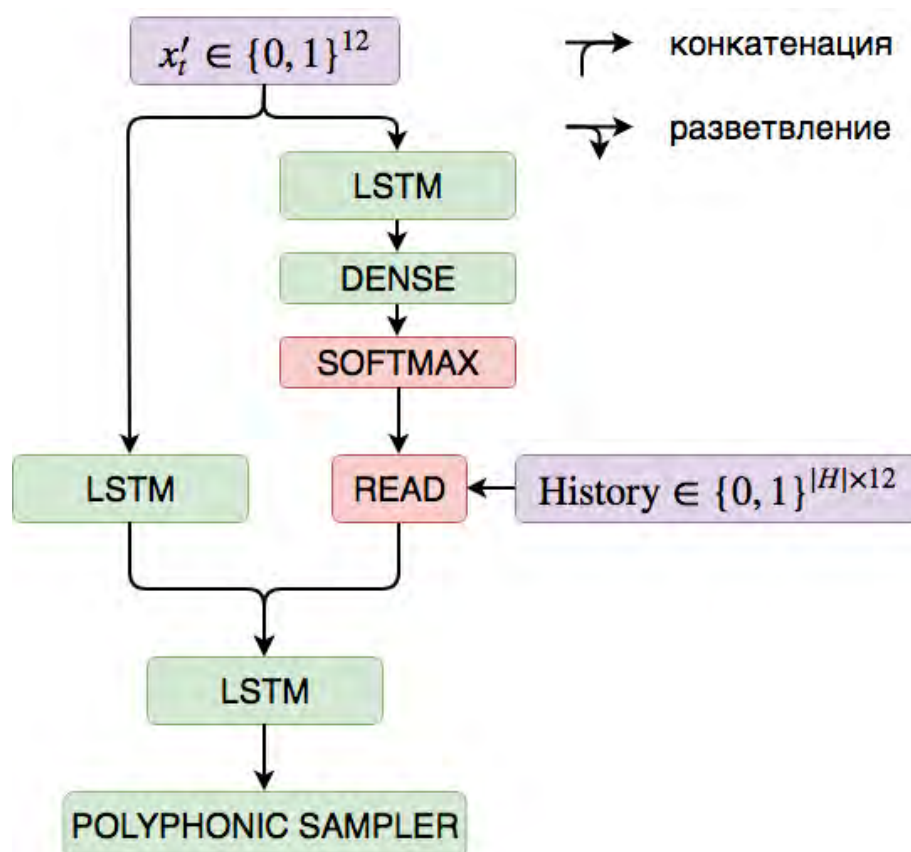 x′ₜ ∈ {0, 1}¹²
конкатенация
разветвление
LSTM
DENSE
SOFTMAX
LSTM
READ
History ∈ {0, 1}^{|H|×12}
LSTM
POLYPHONIC SAMPLER